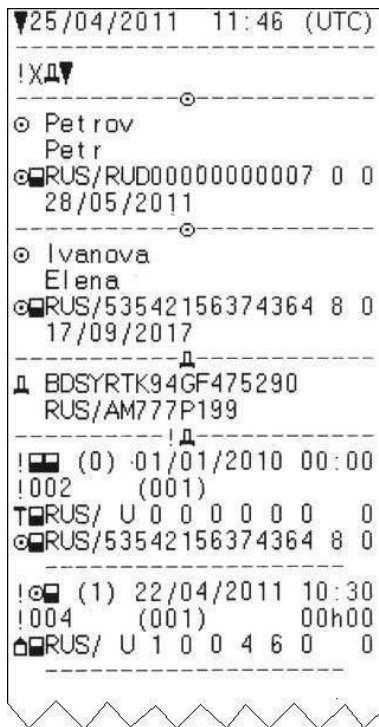 ▼25/04/2011 11:46 (UTC)
!XД▼
Petrov
Petr
RUS/RUD00000000007 0 0
28/05/2011
Ivanova
Elena
RUS/53542156374364 8 0
17/09/2017
Д BDSYRTK94GF475290
RUS/AM777P199
!Д
! (0) 01/01/2010 00:00
!002 (001)
TRUS/ U 0 0 0 0 0 0 0
RUS/53542156374364 8 0
! (1) 22/04/2011 10:30
!004 (001) 00h00
RUS/ U 1 0 0 4 6 0 0